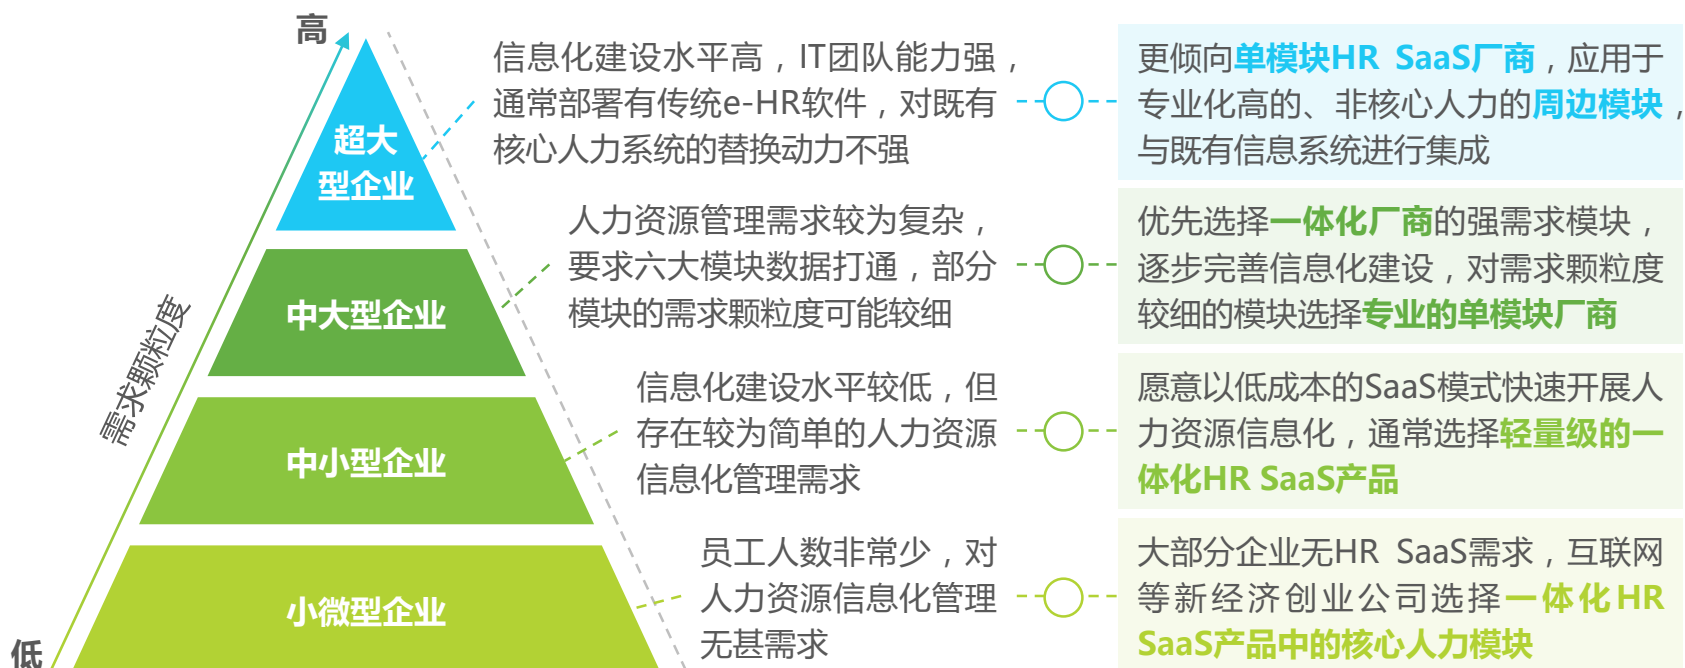 高
信息化建设水平高，IT团队能力强，
通常部署有传统e-HR软件，对既有
核心人力系统的替换动力不强
更倾向单模块HR SaaS厂商，应用于
专业化高的、非核心人力的周边模块，
与既有信息系统进行集成
超大
型企业
人力资源管理需求较为复杂，
要求六大模块数据打通，部分
模块的需求颗粒度可能较细
优先选择一体化厂商的强需求模块，
逐步完善信息化建设，对需求颗粒度
较细的模块选择专业的单模块厂商
中大型企业
需求颗粒度
信息化建设水平较低，但
存在较为简单的人力资源
信息化管理需求
愿意以低成本的SaaS模式快速开展人
力资源信息化，通常选择轻量级的一
体化HR SaaS产品
中小型企业
员工人数非常少，对
人力资源信息化管理
无甚需求
大部分企业无HR SaaS需求，互联网
等新经济创业公司选择一体化HR
SaaS产品中的核心人力模块
小微型企业
低